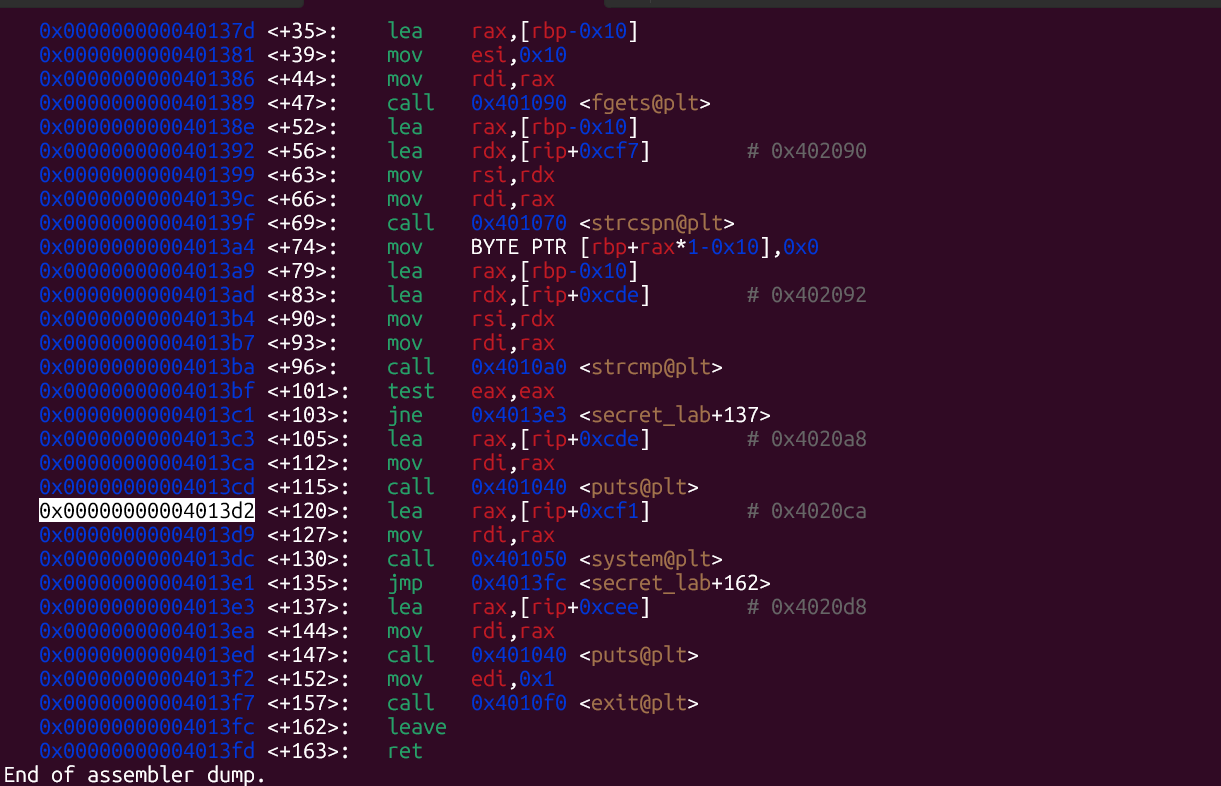 0x000000000040137d <+35>: lea rax,[rbp-0x10]
0x0000000000401381 <+39>: mov esi,0x10
0x0000000000401386 <+44>: mov rdi,rax
0x0000000000401389 <+47>: call 0x401090 <fgets@plt>
0x000000000040138e <+52>: lea rax,[rbp-0x10]
0x0000000000401392 <+56>: lea rdx,[rip+0xcf7] # 0x402090
0x0000000000401399 <+63>: mov rsi,rdx
0x000000000040139c <+66>: mov rdi,rax
0x000000000040139f <+69>: call 0x401070 <strcspn@plt>
0x00000000004013a4 <+74>: mov BYTE PTR [rbp+rax*1-0x10],0x0
0x00000000004013a9 <+79>: lea rax,[rbp-0x10]
0x00000000004013ad <+83>: lea rdx,[rip+0xcde] # 0x402092
0x00000000004013b4 <+90>: mov rsi,rdx
0x00000000004013b7 <+93>: mov rdi,rax
0x00000000004013ba <+96>: call 0x4010a0 <strcmp@plt>
0x00000000004013bf <+101>: test eax,eax
0x00000000004013c1 <+103>: jne 0x4013e3 <secret_lab+137>
0x00000000004013c3 <+105>: lea rax,[rip+0xcde] # 0x4020a8
0x00000000004013ca <+112>: mov rdi,rax
0x00000000004013cd <+115>: call 0x401040 <puts@plt>
0x00000000004013d2 <+120>: lea rax,[rip+0xcf1] # 0x4020ca
0x00000000004013d9 <+127>: mov rdi,rax
0x00000000004013dc <+130>: call 0x401050 <system@plt>
0x00000000004013e1 <+135>: jmp 0x4013fc <secret_lab+162>
0x00000000004013e3 <+137>: lea rax,[rip+0xcee] # 0x4020d8
0x00000000004013ea <+144>: mov rdi,rax
0x00000000004013ed <+147>: call 0x401040 <puts@plt>
0x00000000004013f2 <+152>: mov edi,0x1
0x00000000004013f7 <+157>: call 0x4010f0 <exit@plt>
0x00000000004013fc <+162>: leave
0x00000000004013fd <+163>: ret
End of assembler dump.